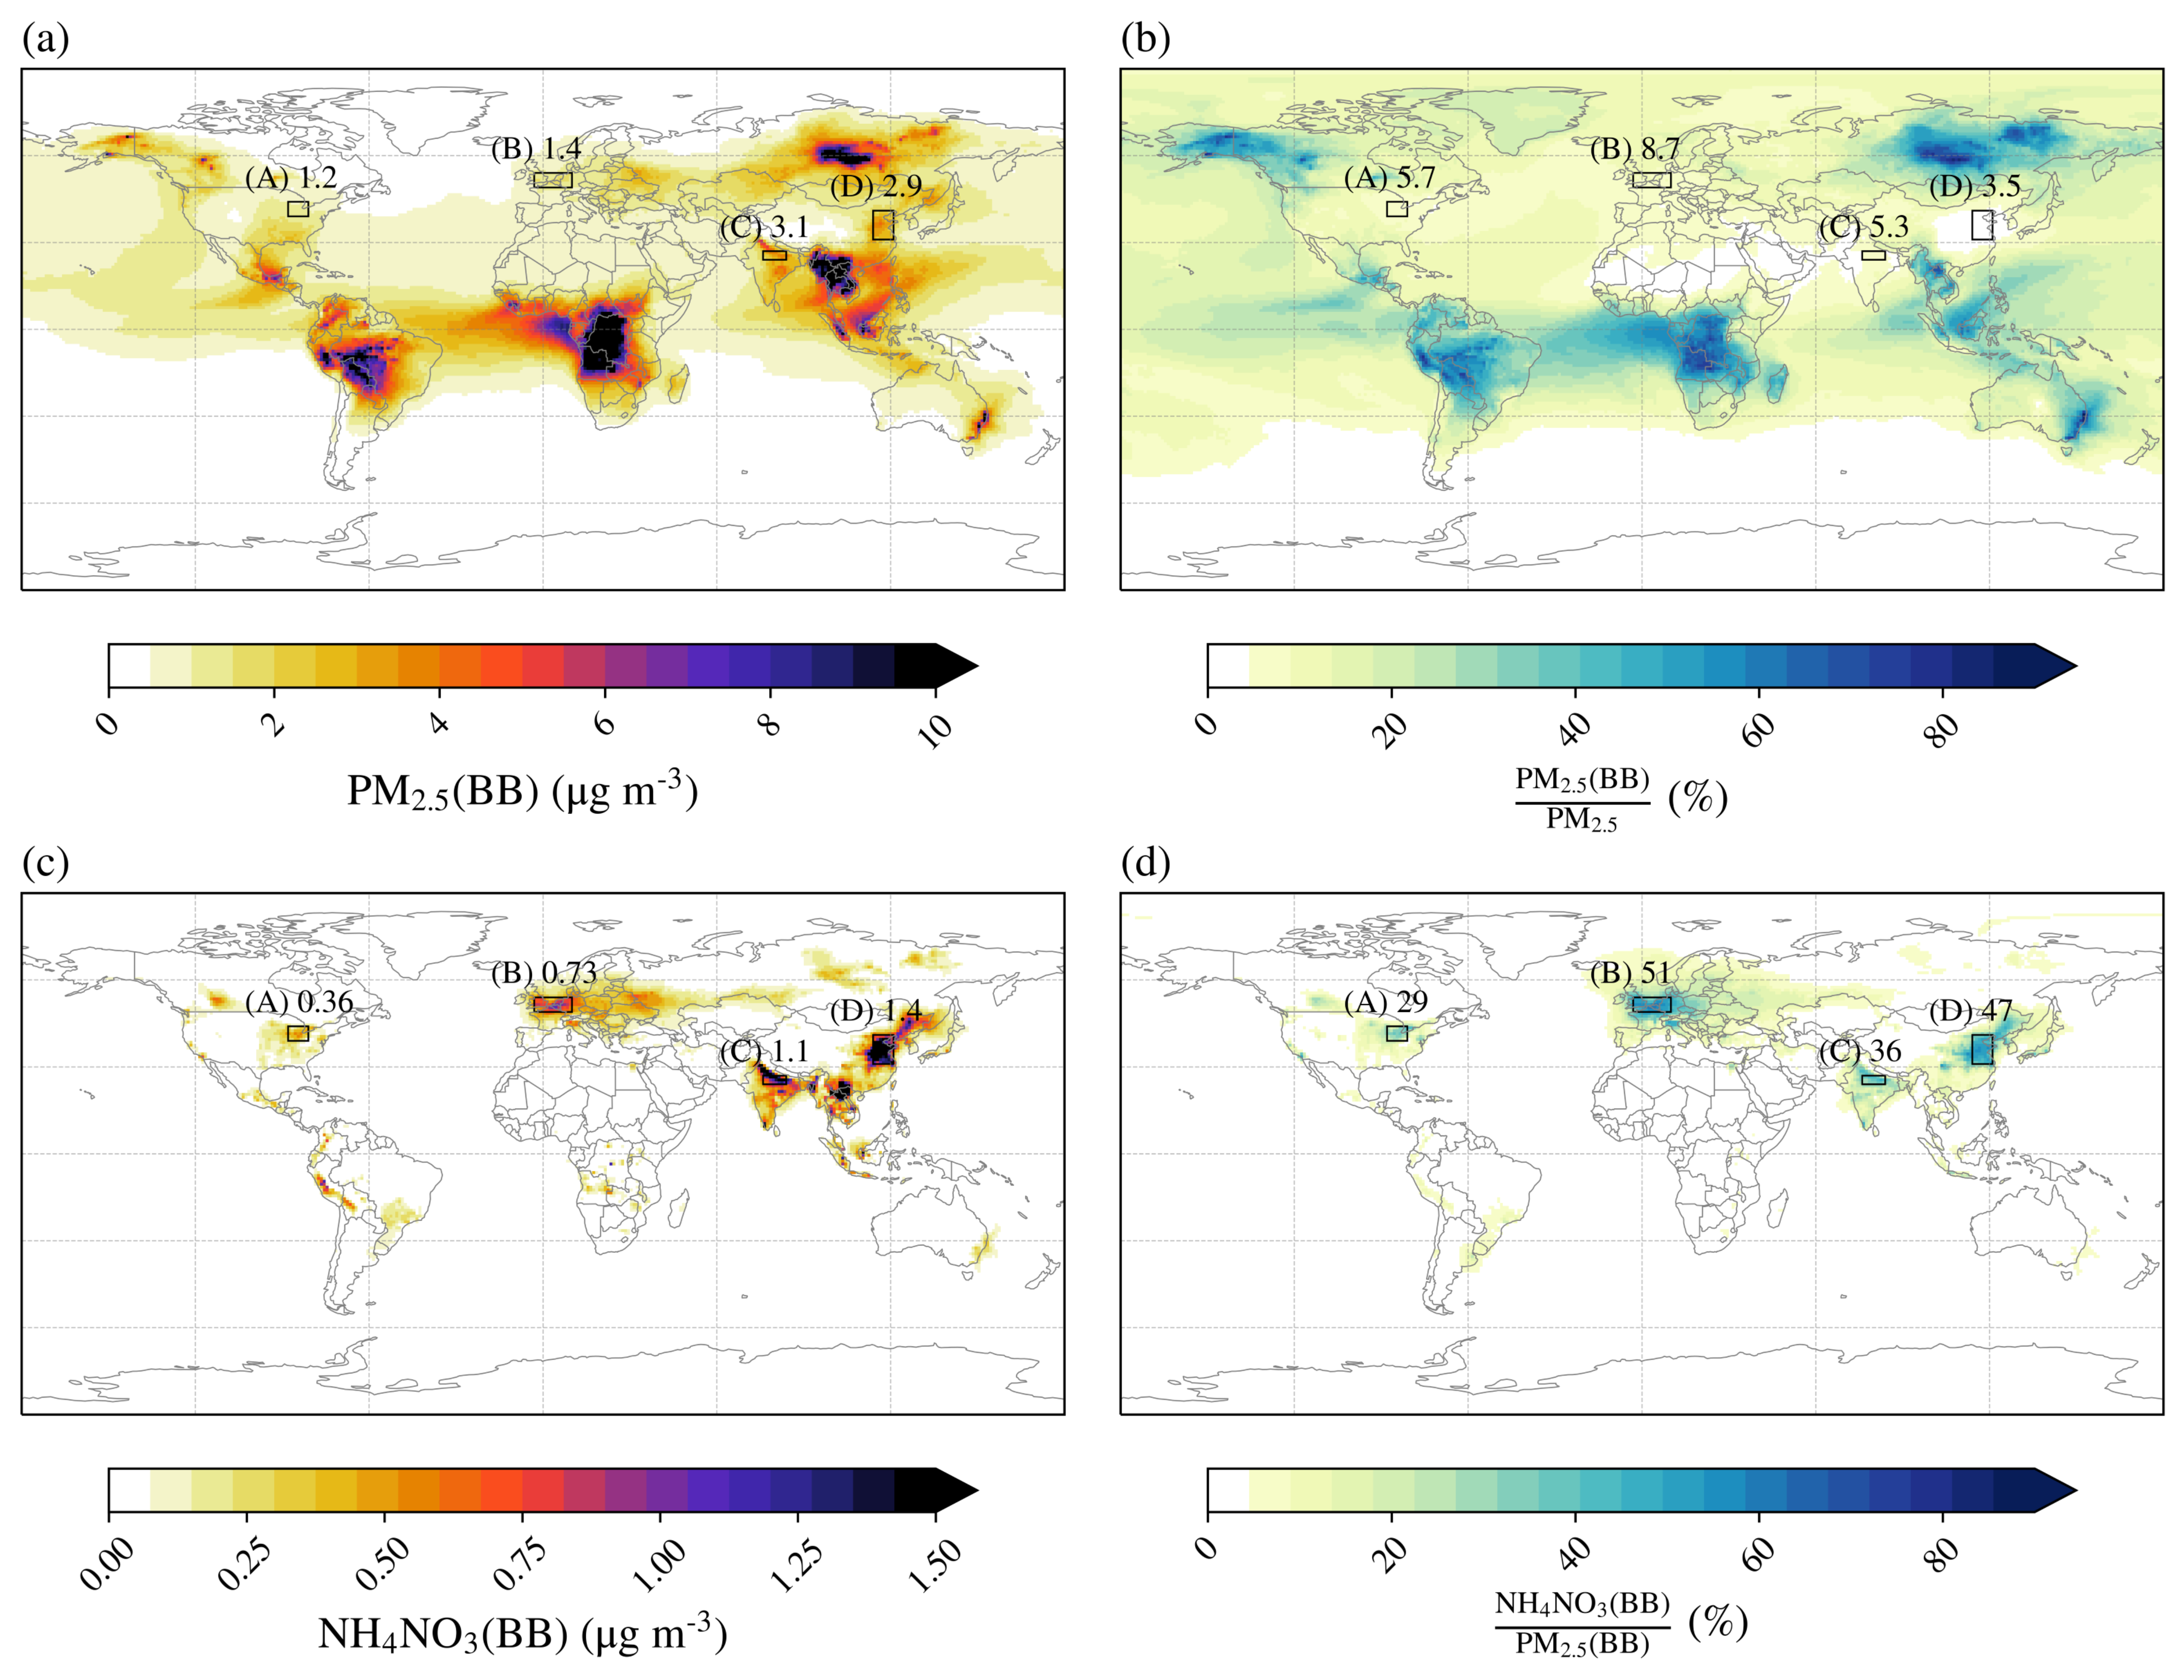 (a)
(b)
(B) 1.4
(A) 1.2
(D) 2.9
(C) 3.1
(B) 8.7
(A) 5.7
(D) 3.5
(C) 5.3
0 2 4 6 8 10
PM2.5(BB) (μg m-3)
0 20 40 60 80
PM2.5(BB)
PM2.5
(%)
(c)
(d)
(B) 0.73
(A) 0.36
(D) 1.4
(C) 1.1
(B) 51
(A) 29
(D) 47
(C) 36
0.00 0.25 0.50 0.75 1.00 1.25 1.50
NH4NO3(BB) (μg m-3)
0 20 40 60 80
NH4NO3(BB)
PM2.5(BB)
(%)